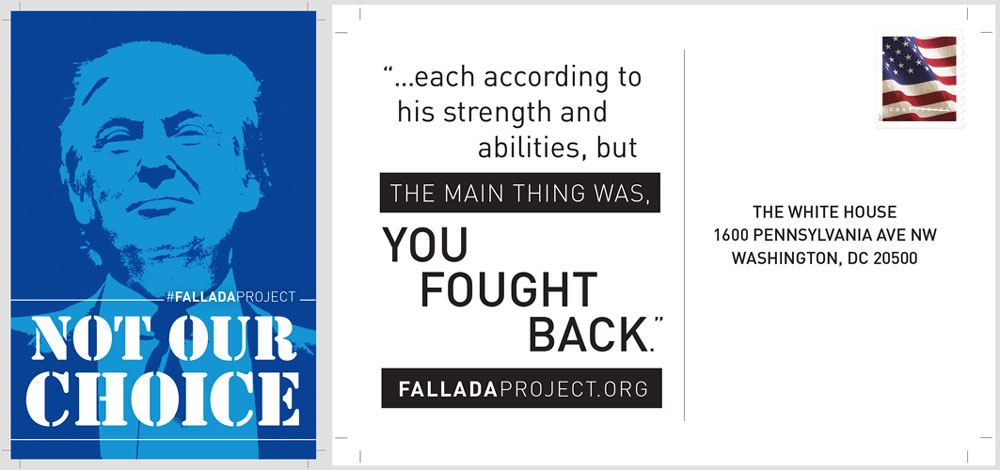 #FALLADAPROJECT
NOT OUR
CHOICE
“...each according to
his strength and
abilities, but
THE MAIN THING WAS,
YOU
FOUGHT
BACK.”
FALLADAPROJECT.ORG
THE WHITE HOUSE
1600 PENNSYLVANIA AVE NW
WASHINGTON, DC 20500